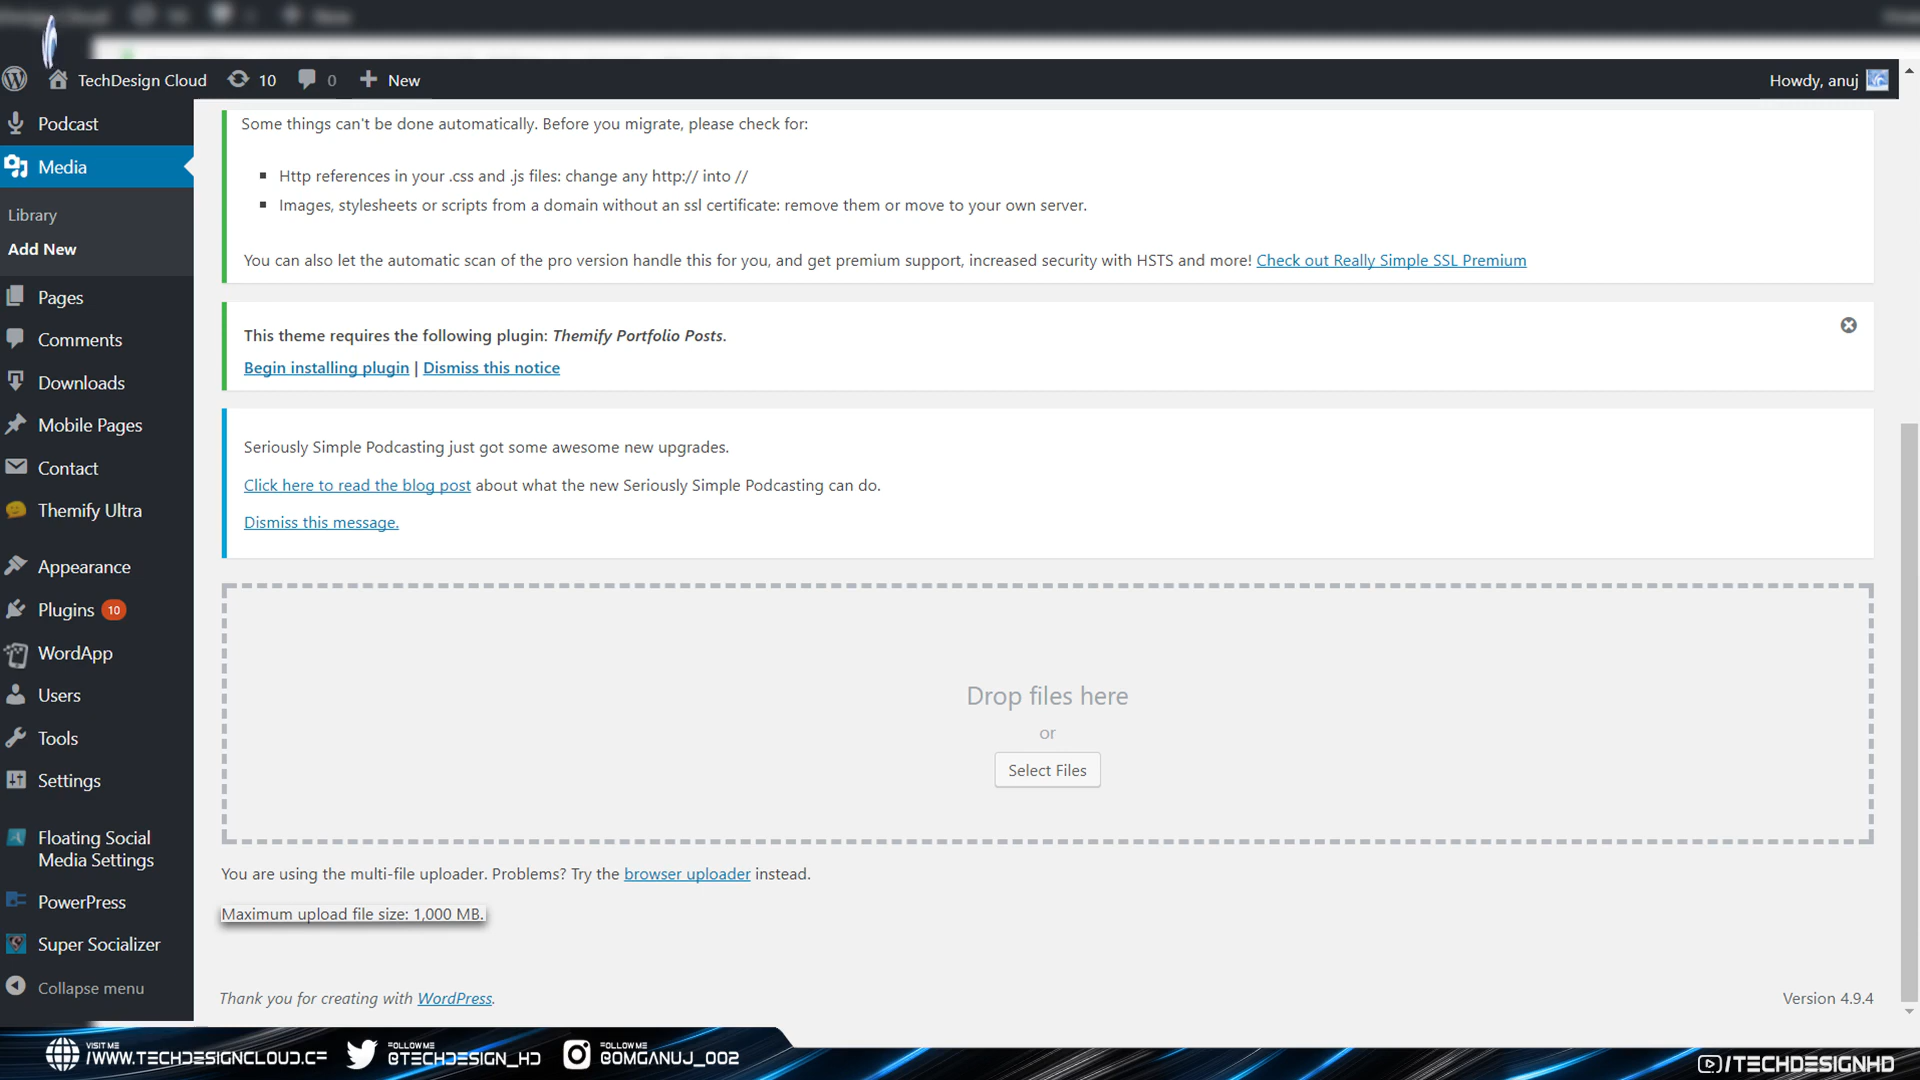 TechDesign Cloud
10
0
New
Howdy, anuj
Podcast
Media
Library
Add New
Pages
Comments
Downloads
Mobile Pages
Contact
Themify Ultra
Appearance
Plugins 10
WordApp
Users
Tools
Settings
Floating Social
Media Settings
PowerPress
Super Socializer
Collapse menu
Some things can't be done automatically. Before you migrate, please check for:
Http references in your .css and .js files: change any http:// into //
Images, stylesheets or scripts from a domain without an ssl certificate: remove them or move to your own server.
You can also let the automatic scan of the pro version handle this for you, and get premium support, increased security with HSTS and more! Check out Really Simple SSL Premium
This theme requires the following plugin: Themify Portfolio Posts.
Begin installing plugin | Dismiss this notice
Seriously Simple Podcasting just got some awesome new upgrades.
Click here to read the blog post about what the new Seriously Simple Podcasting can do.
Dismiss this message.
Drop files here
or
Select Files
You are using the multi-file uploader. Problems? Try the browser uploader instead.
Maximum upload file size: 1,000 MB.
Thank you for creating with WordPress.
Version 4.9.4
VISIT ME
/WWW.TECHDESIGNCLOUD.CF
FOLLOW ME
@TECHDESIGN_HD
FOLLOW ME
@OMGANUJ_002
/TECHDESIGNHD